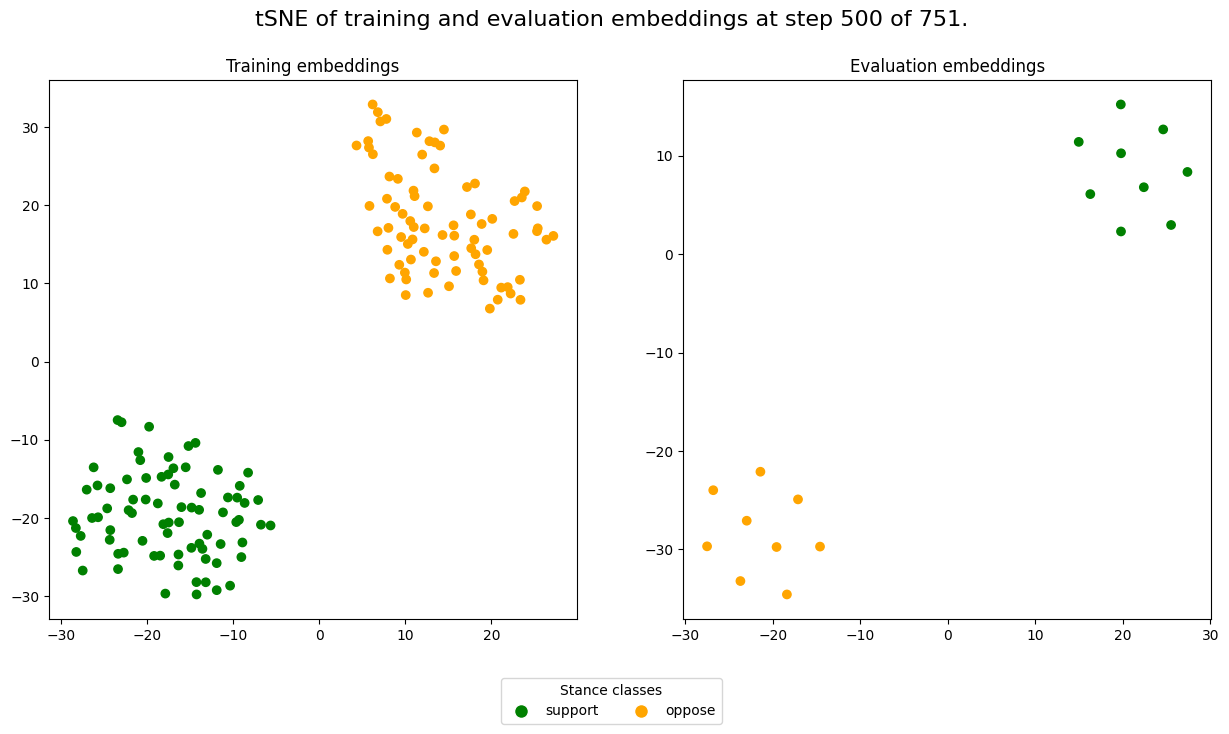 tSNE of training and evaluation embeddings at step 500 of 751.
Training embeddings
30
20
10
0
−10
−20
−30
−30 −20 −10 0 10 20
Evaluation embeddings
10
0
−10
−20
−30
−30 −20 −10 0 10 20 30
Stance classes
support oppose